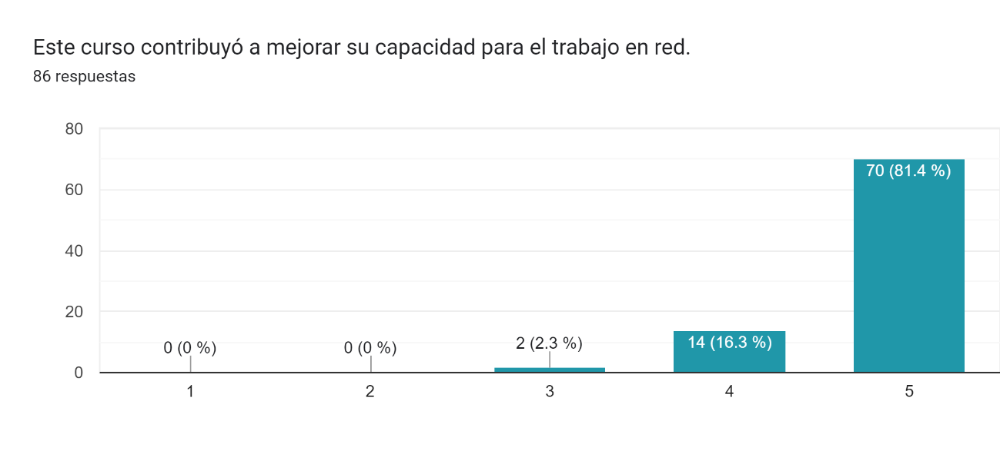 Este curso contribuyó a mejorar su capacidad para el trabajo en red.
86 respuestas
80
60
40
20
0
0 (0 %)
0 (0 %)
2 (2.3 %)
14 (16.3 %)
70 (81.4 %)
1
2
3
4
5